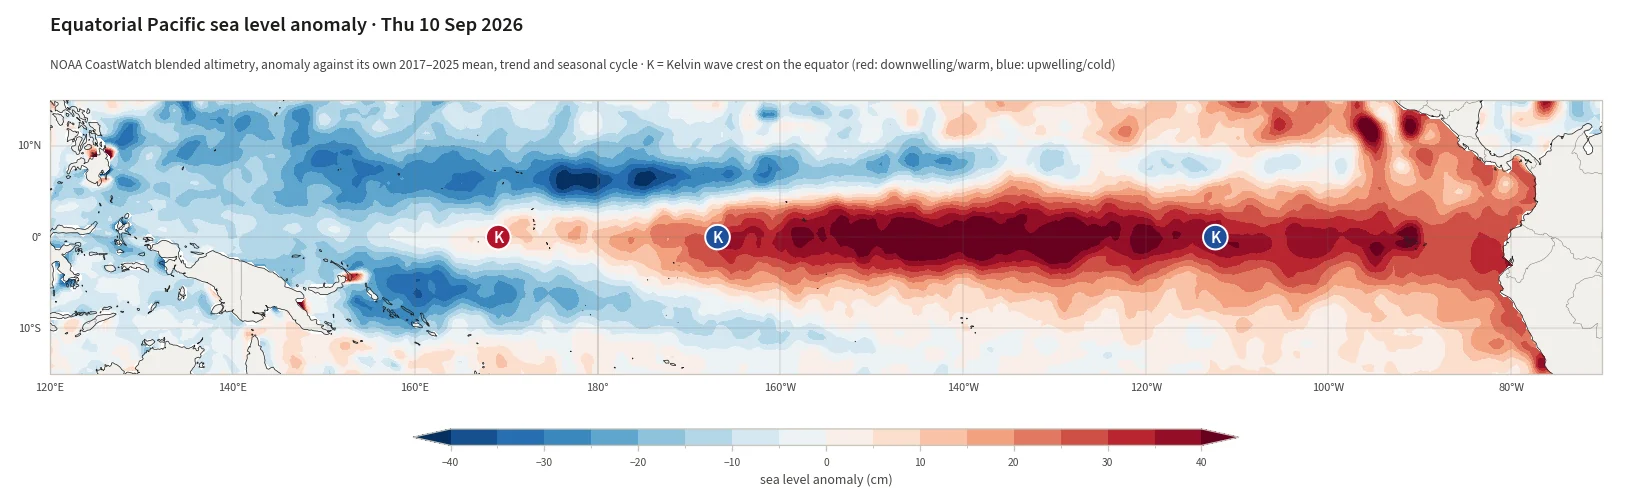 Equatorial Pacific sea level anomaly · Thu 10 Sep 2026
NOAA CoastWatch blended altimetry, anomaly against its own 2017–2025 mean, trend and seasonal cycle · K = Kelvin wave crest on the equator (red: downwelling/warm, blue: upwelling/cold)
10°N
0°
K K K
10°S
120°E 140°E 160°E 180° 160°W 140°W 120°W 100°W 80°W
−40 −30 −20 −10 0 10 20 30 40
sea level anomaly (cm)